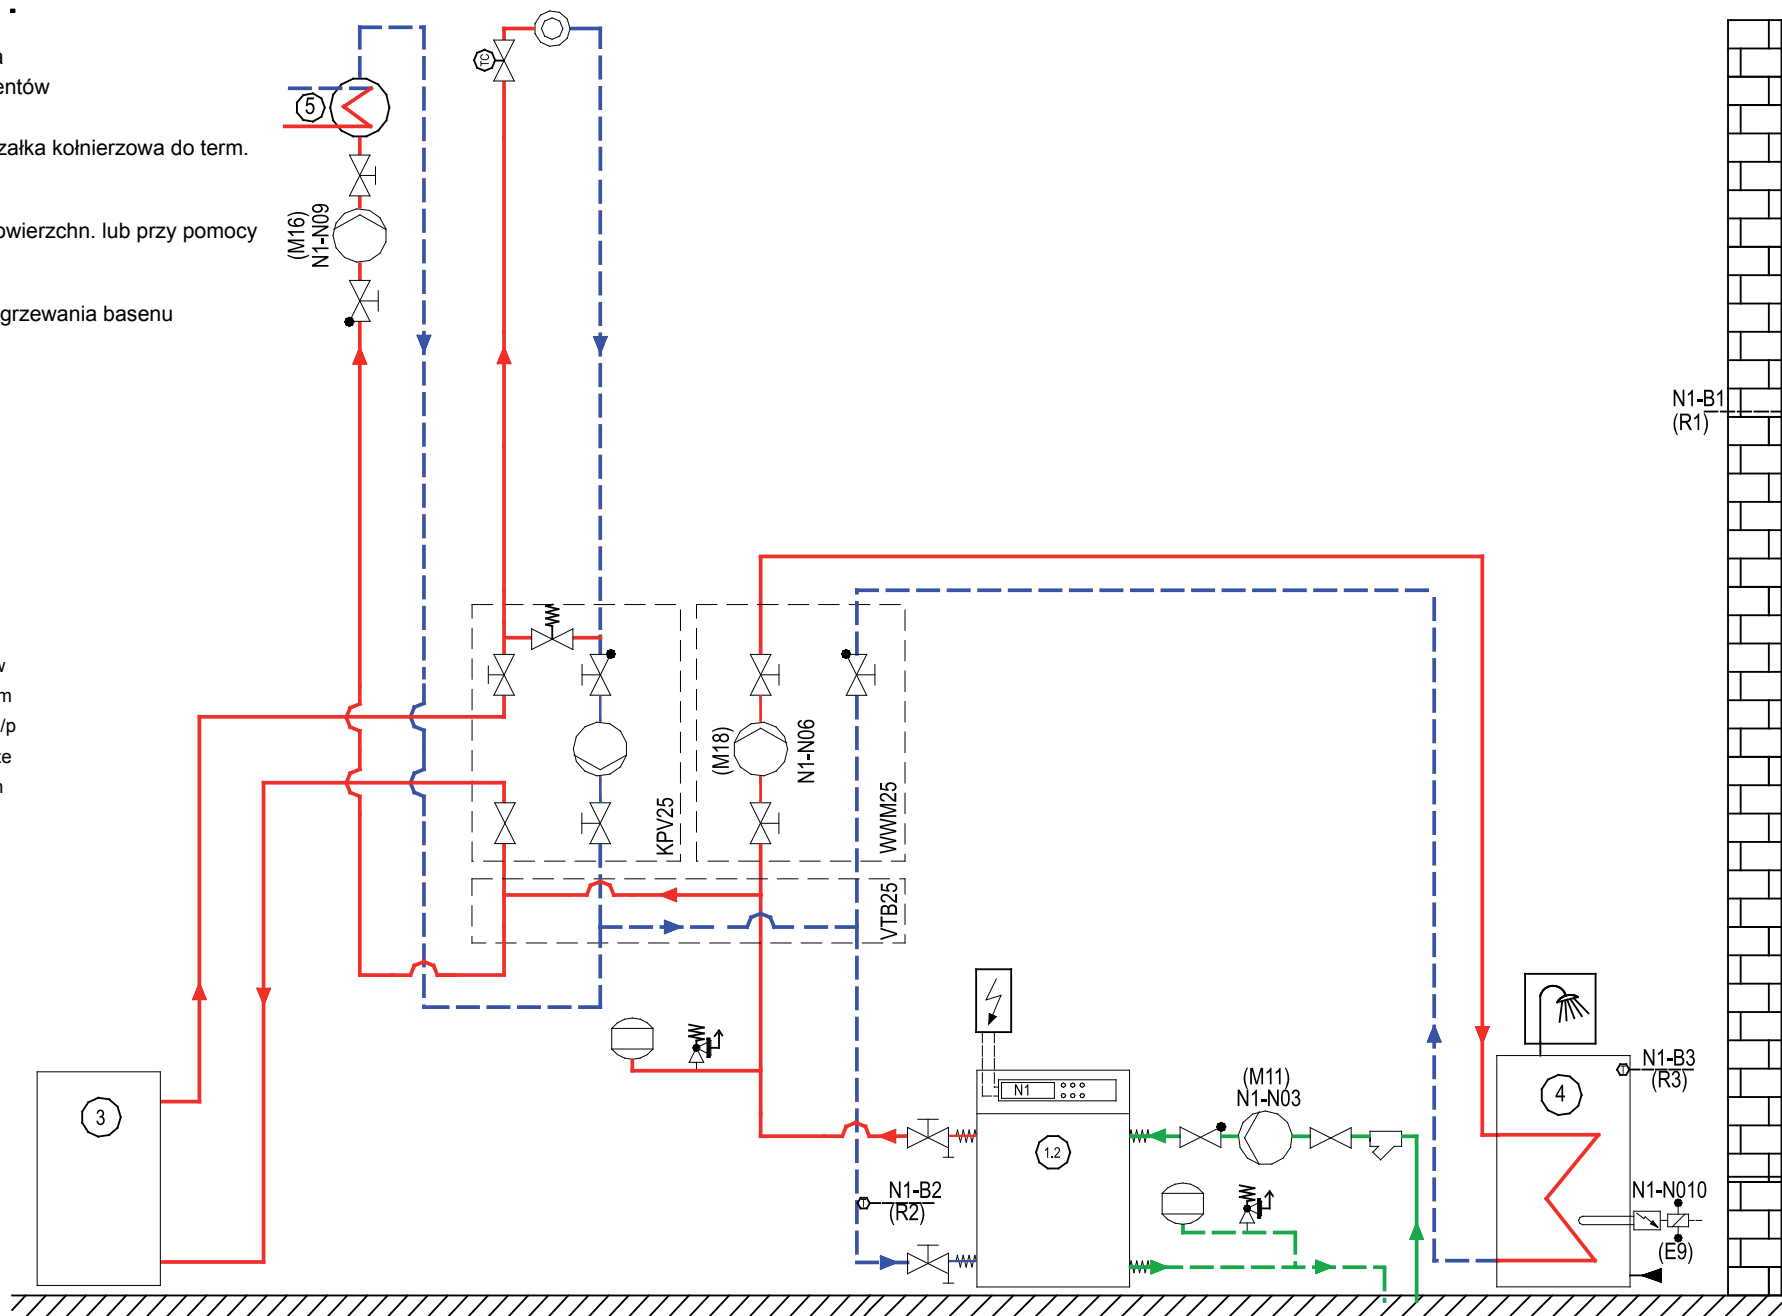 entów
załka kołnierzowa do term.
owierzchn. lub przy pomocy
grzewania basenu
w
m
/p
ze
n
5
TC
(M16)
N1-N09
N1-B1
(R1)
KPV25
(M18)
N1-N06
WWM25
VTB25
3
N1
1.2
N1-B2
(R2)
(M11)
N1-N03
4
N1-B3
(R3)
N1-N010
(E9)